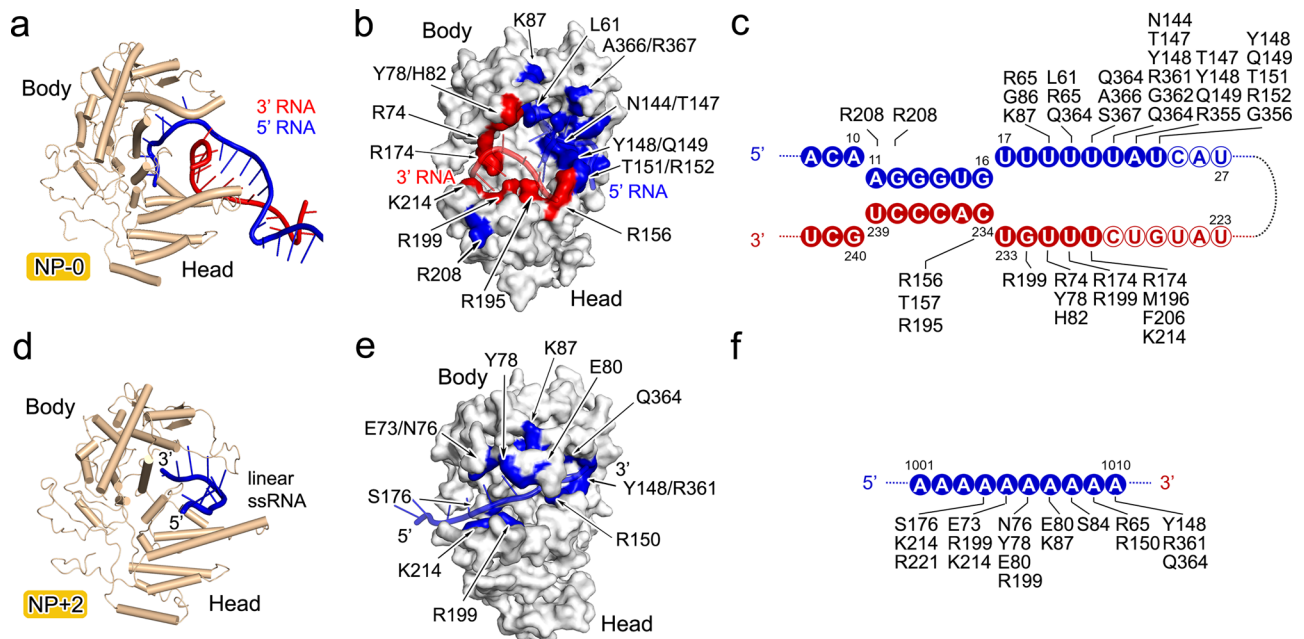 a
Body
3’ RNA
5’ RNA
NP-0
Head
b
Body
K87
L61
A366/R367
Y78/H82
R74
N144/T147
R174
Y148/Q149
T151/R152
3’ RNA
5’ RNA
K214
R199
R156
R208
R195
Head
c
N144
T147
Y148 T147 Y148
R65 L61 Q364 R361 Y148 Q149
G86 R65 A366 G362 Q149 T151
K87 Q364 S367 Q364 R355 R152
G356
R208 R208
10 11 16 17
5’ ACA AGGGUG UUUUUUAUCAU
27
3’ UCG UCCCAC UGUUUCUGUAU
240 239 234 233 223
R156
T157
R195
R199 R74 R174 R174
Y78 R199 M196
H82 F206
K214
d
Body
3’
linear
ssRNA
5’
NP+2
Head
e
Body
Y78
K87
E80
Q364
E73/N76
3’
Y148/R361
S176
5’
R150
K214
R199
Head
f
1001 1010
5’ AAAAAAAAAA 3’
S176 E73 N76 E80 S84 R65 Y148
K214 R199 Y78 K87 R150 R361
R221 K214 E80 Q364
R199